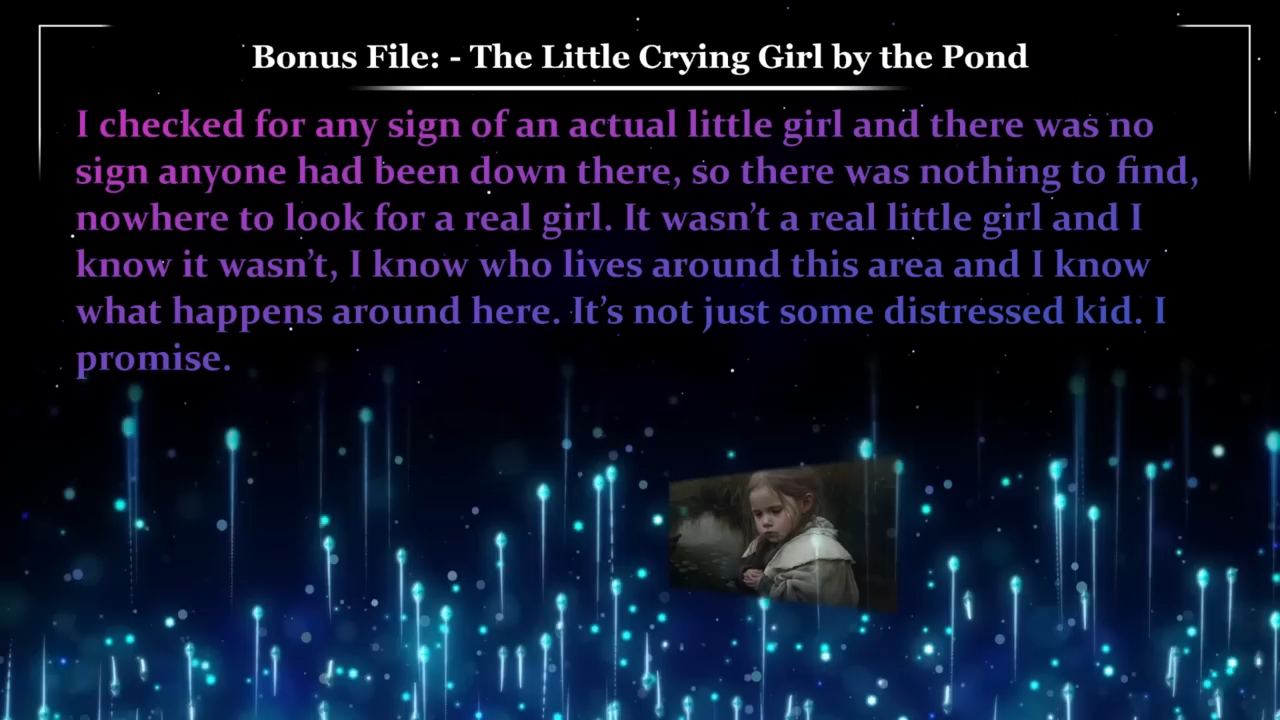 Bonus File: - The Little Crying Girl by the Pond
I checked for any sign of an actual little girl and there was no
sign anyone had been down there, so there was nothing to find,
nowhere to look for a real girl. It wasn’t a real little girl and I
know it wasn’t, I know who lives around this area and I know
what happens around here. It’s not just some distressed kid. I
promise.